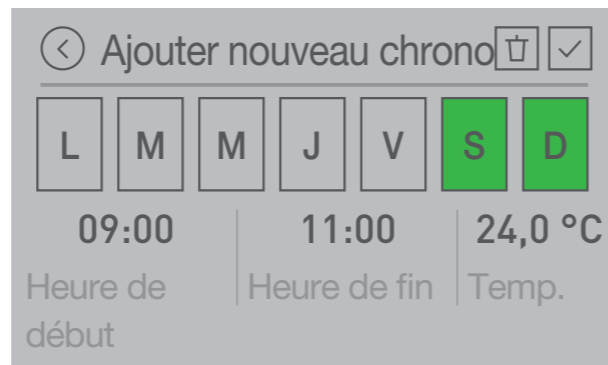 Ajouter nouveau chrono
L M M J V S D
09:00 11:00 24,0 °C
Heure de début Heure de fin Temp.